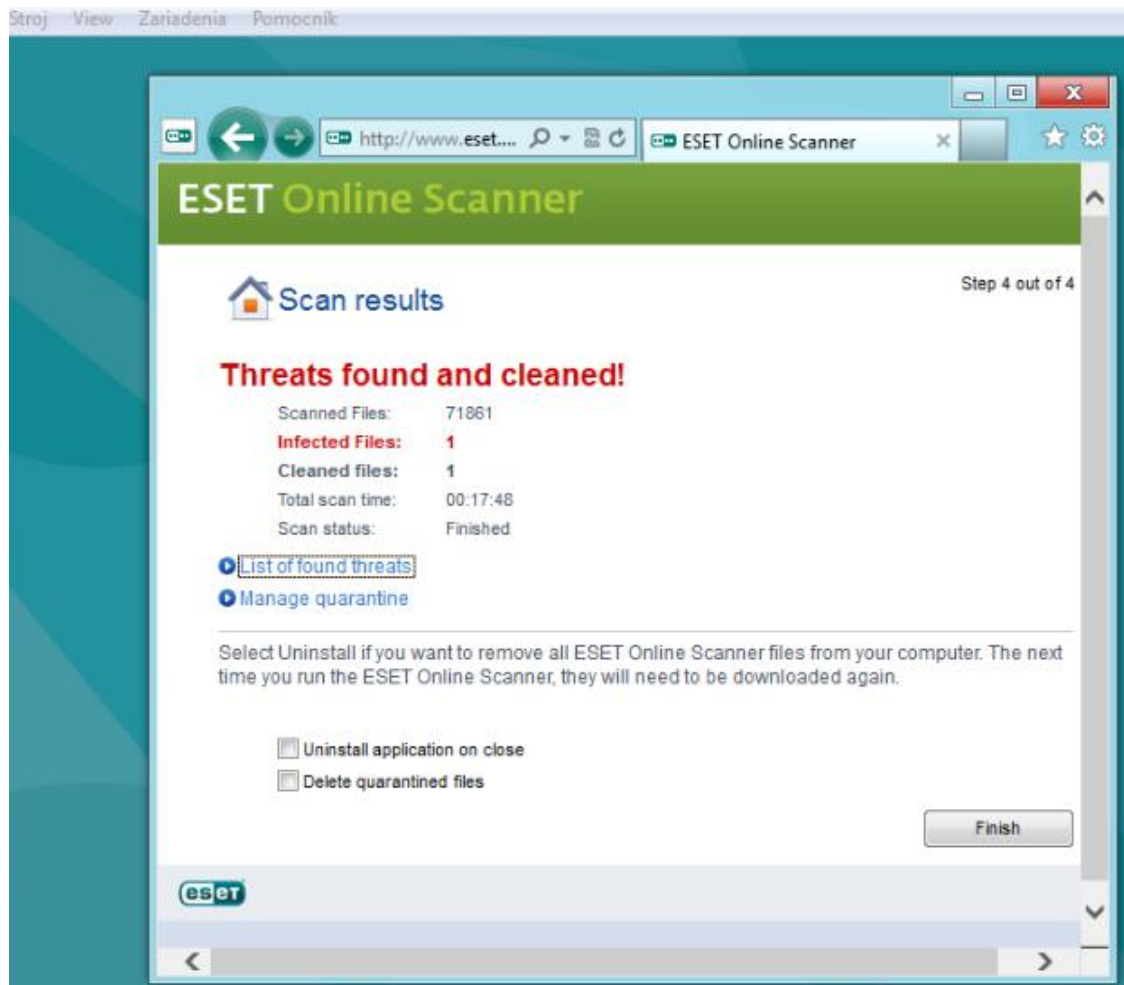 Stroj View Zariadenia Pomocník
http://www.eset.... ESET Online Scanner
ESET Online Scanner
Scan results
Step 4 out of 4
Threats found and cleaned!
Scanned Files: 71861
Infected Files: 1
Cleaned files: 1
Total scan time: 00:17:48
Scan status: Finished
List of found threats
Manage quarantine
Select Uninstall if you want to remove all ESET Online Scanner files from your computer. The next
time you run the ESET Online Scanner, they will need to be downloaded again.
Uninstall application on close
Delete quarantined files
Finish
eset